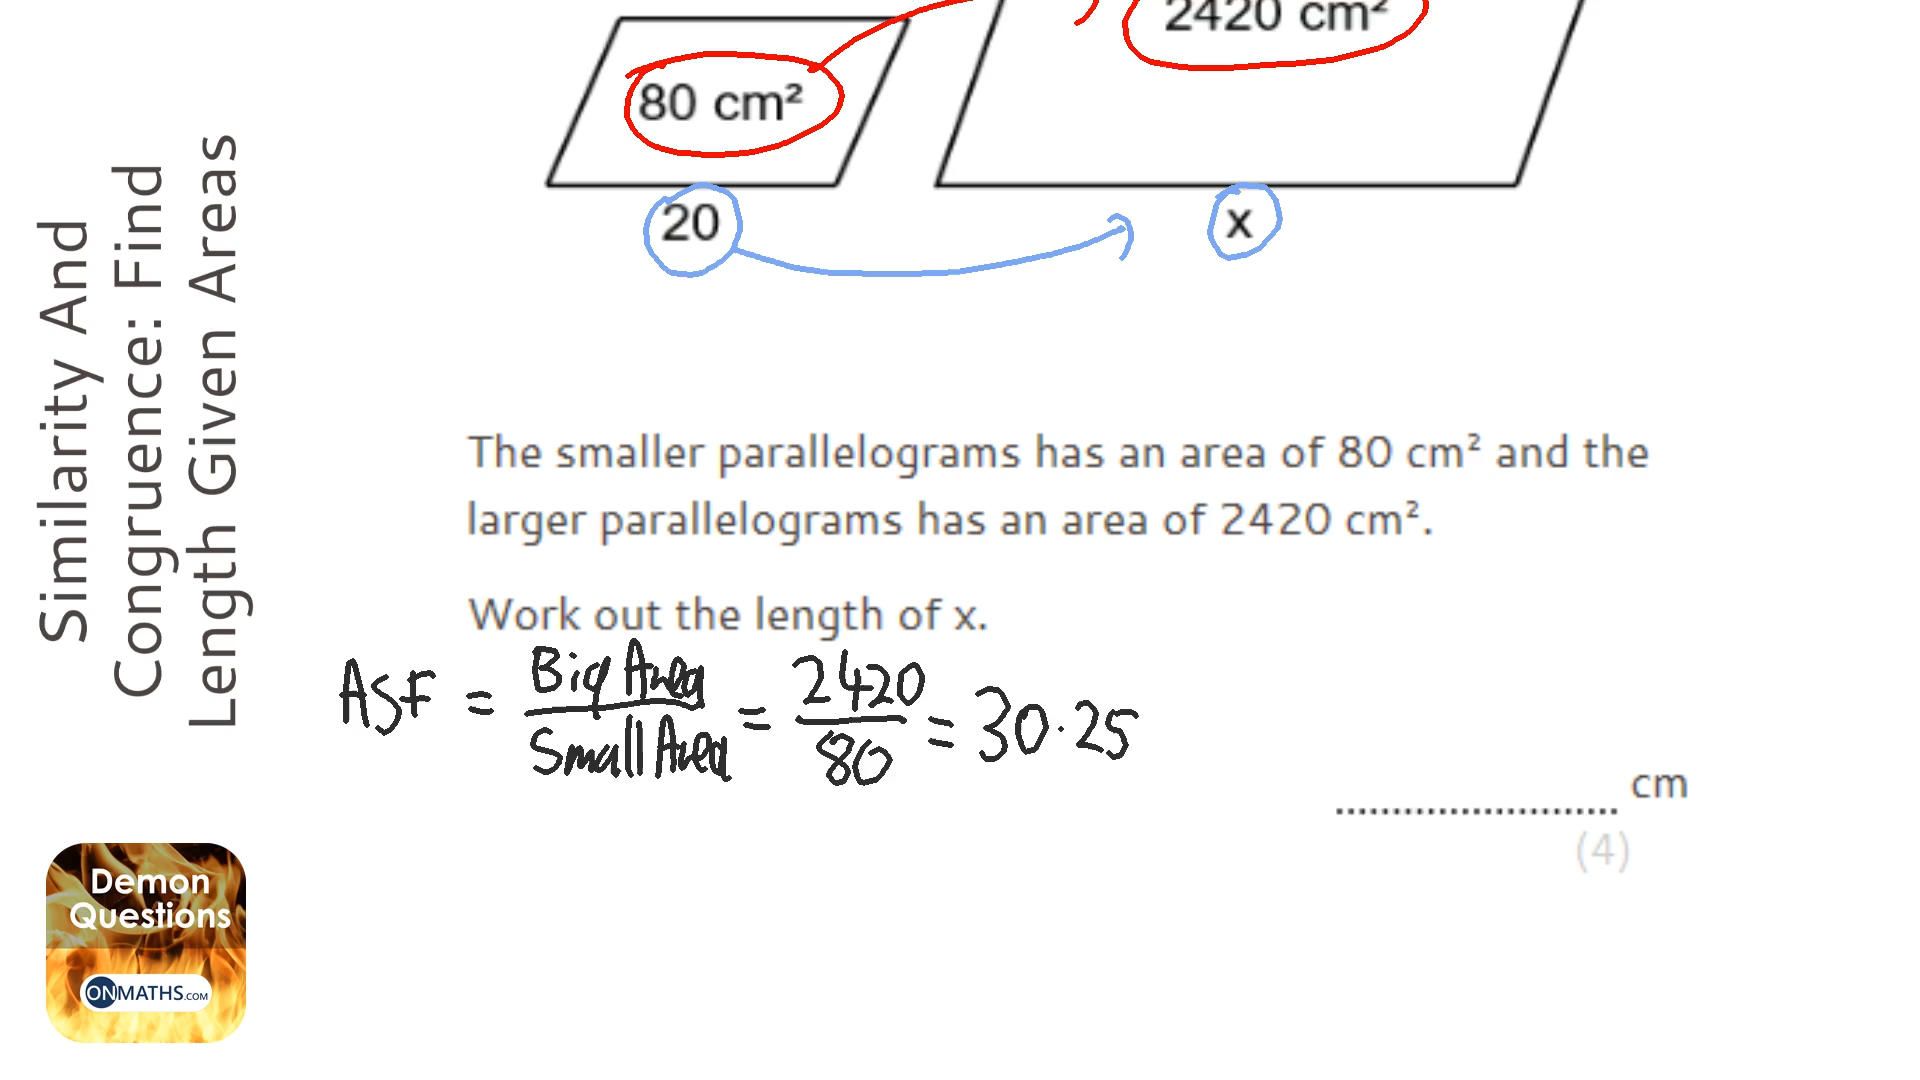 2420 cm²
80 cm²
20
x
Similarity And
Congruence: Find
Length Given Areas
The smaller parallelograms has an area of 80 cm² and the
larger parallelograms has an area of 2420 cm².
Work out the length of x.
ASF = Big Area / Small Area = 2420 / 80 = 30.25
cm
(4)
Demon
Questions
ONMATHS.COM